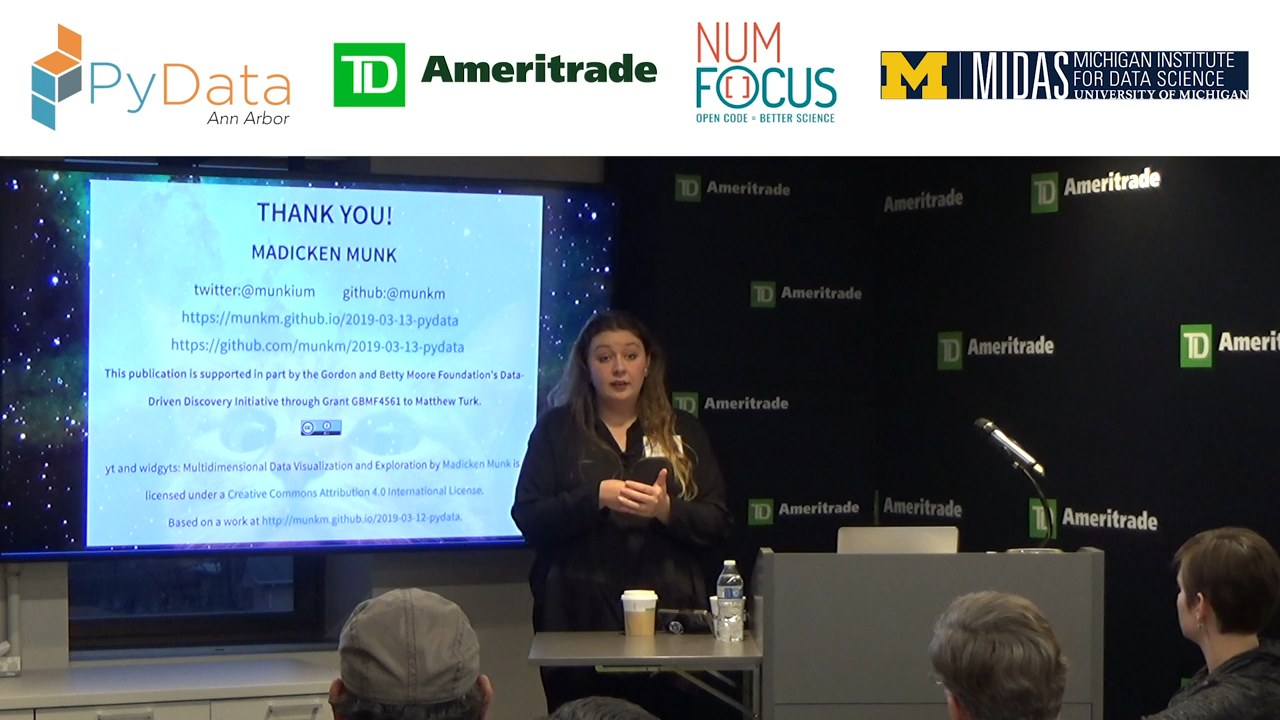 PyData
Ann Arbor
TD Ameritrade
NUM
FOCUS
OPEN CODE = BETTER SCIENCE
M MIDAS MICHIGAN INSTITUTE
FOR DATA SCIENCE
UNIVERSITY OF MICHIGAN
THANK YOU!
MADICKEN MUNK
twitter:@munkium github:@munkm
https://munkm.github.io/2019-03-13-pydata
https://github.com/munkm/2019-03-13-pydata
This publication is supported in part by the Gordon and Betty Moore Foundation's Data-
Driven Discovery Initiative through Grant GBMF4561 to Matthew Turk.
cc
yt and widgyts: Multidimensional Data Visualization and Exploration by Madicken Munk is
licensed under a Creative Commons Attribution 4.0 International License.
Based on a work at http://munkm.github.io/2019-03-12-pydata.
TD Ameritrade
Ameritrade
TD Ameritrade
TD Ameritrade
TD Ameritrade
TD Ameri
TD Ameritrade
TD Ameritrade
Ameritrade
TD Ameritrade